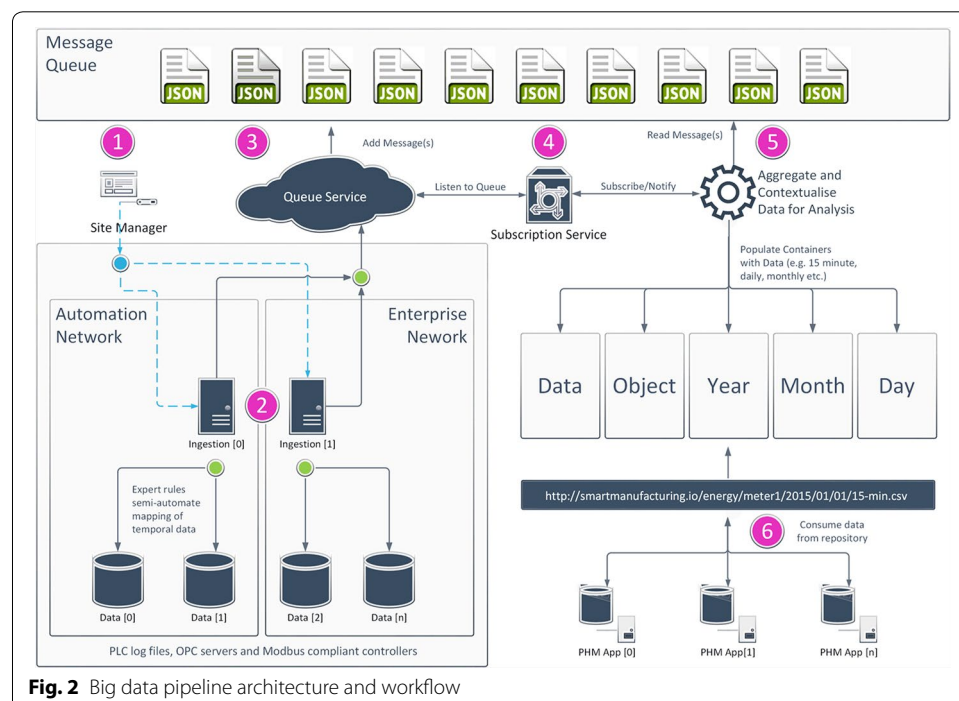 Message
Queue
JSON JSON JSON JSON JSON JSON JSON JSON JSON JSON
1
3
4
5
Add Message(s)
Read Message(s)
Site Manager
Queue Service
Listen to Queue
Subscription Service
Subscribe/Notify
Aggregate and
Contextualise
Data for Analysis
Populate Containers
with Data (e.g. 15 minute,
daily, monthly etc.)
Automation
Network
Enterprise
Nework
2
Ingestion [0]
Ingestion [1]
Expert rules
semi-automate
mapping of
temporal data
Data [0]
Data [1]
Data [2]
Data [n]
PLC log files, OPC servers and Modbus compliant controllers
Data
Object
Year
Month
Day
http://smartmanufacturing.io/energy/meter1/2015/01/01/15-min.csv
6
Consume data
from repository
PHM App [0]
PHM App[1]
PHM App [n]
Fig. 2 Big data pipeline architecture and workflow